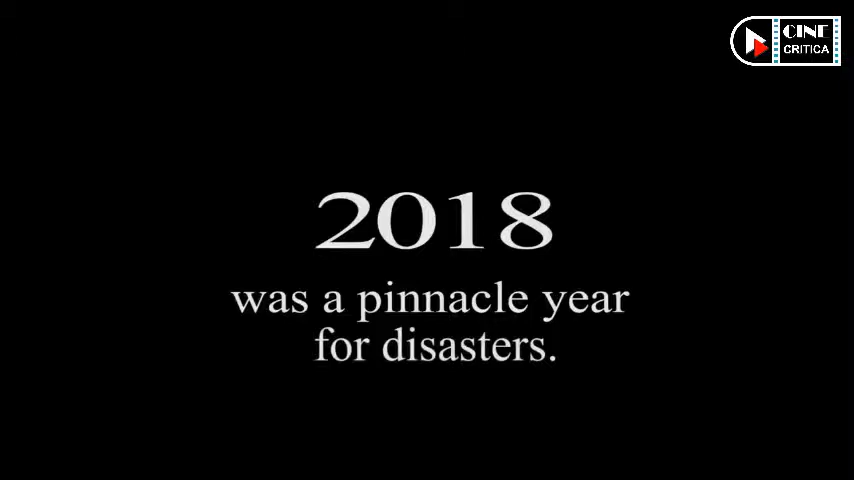 CINE
CRITICA
2018
was a pinnacle year
for disasters.